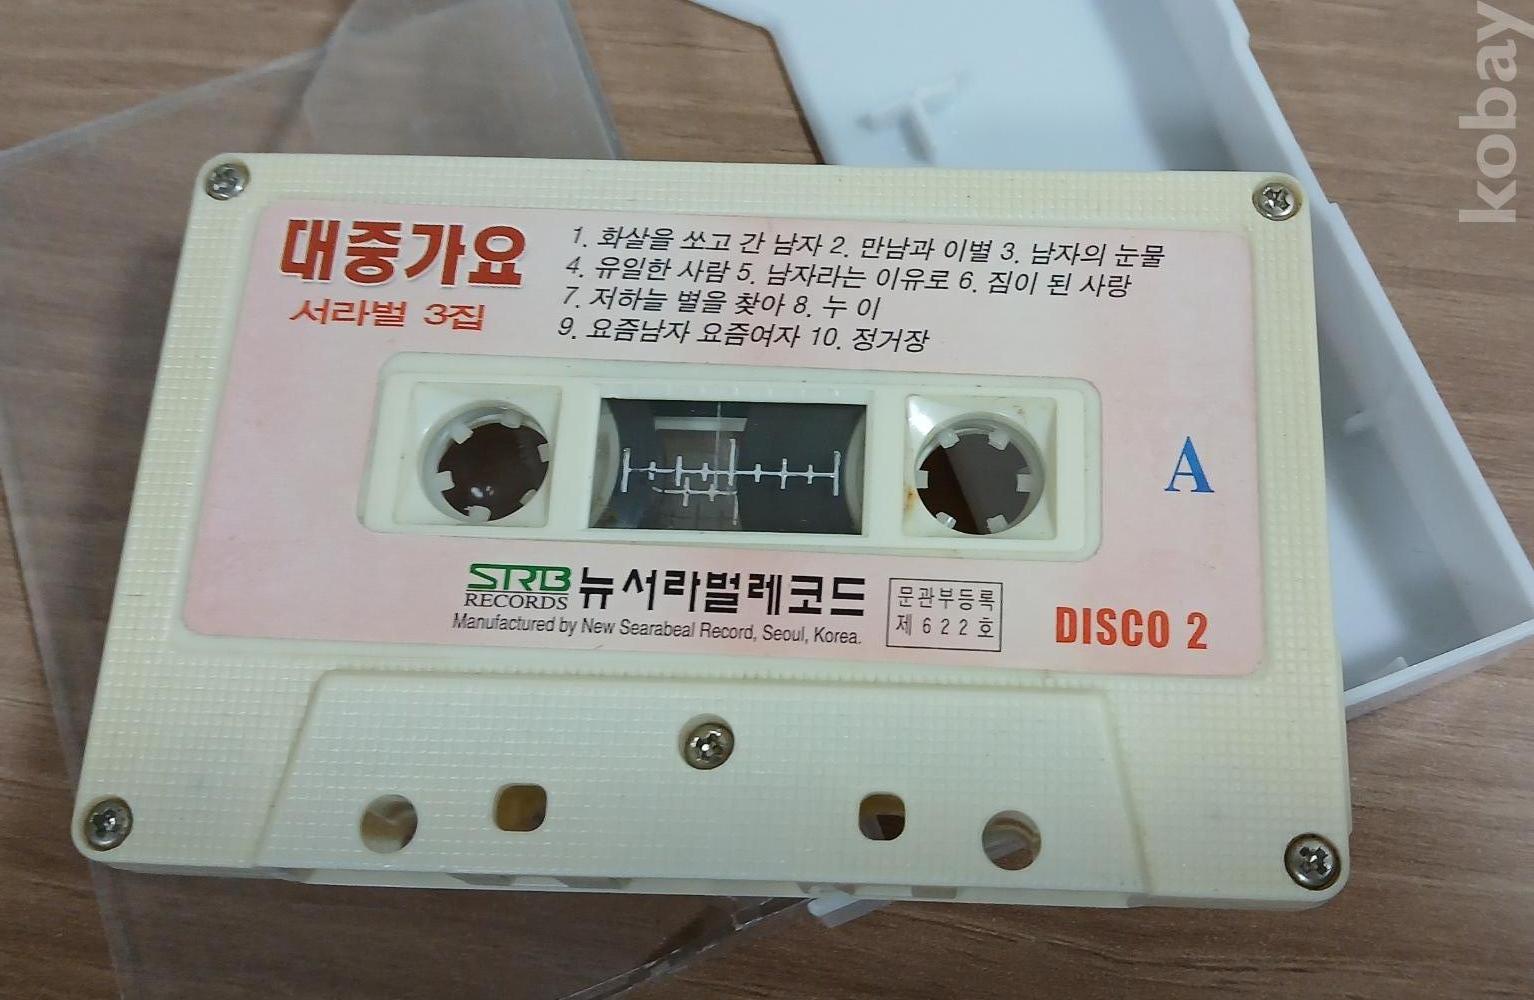 대중가요
서라벌 3집
1. 화살을 쏘고 간 남자 2. 만남과 이별 3. 남자의 눈물
4. 유일한 사람 5. 남자라는 이유로 6. 짐이 된 사랑
7. 저하늘 별을 찾아 8. 누 이
9. 요즘남자 요즘여자 10. 정거장
A
STRB
RECORDS
뉴서라벌레코드
Manufactured by New Searabeal Record, Seoul, Korea.
문관부등록
제 6 2 2 호
DISCO 2
kobay